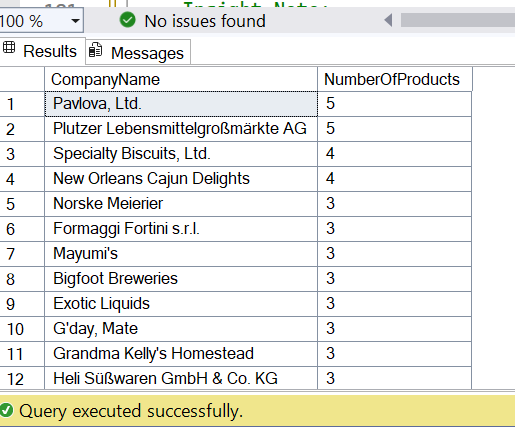 100 % No issues found
Results Messages
CompanyName NumberOfProducts
1 Pavlova, Ltd. 5
2 Plutzer Lebensmittelgroßmärkte AG 5
3 Specialty Biscuits, Ltd. 4
4 New Orleans Cajun Delights 4
5 Norske Meierier 3
6 Formaggi Fortini s.r.l. 3
7 Mayumi's 3
8 Bigfoot Breweries 3
9 Exotic Liquids 3
10 G'day, Mate 3
11 Grandma Kelly's Homestead 3
12 Heli Süßwaren GmbH & Co. KG 3
Query executed successfully.